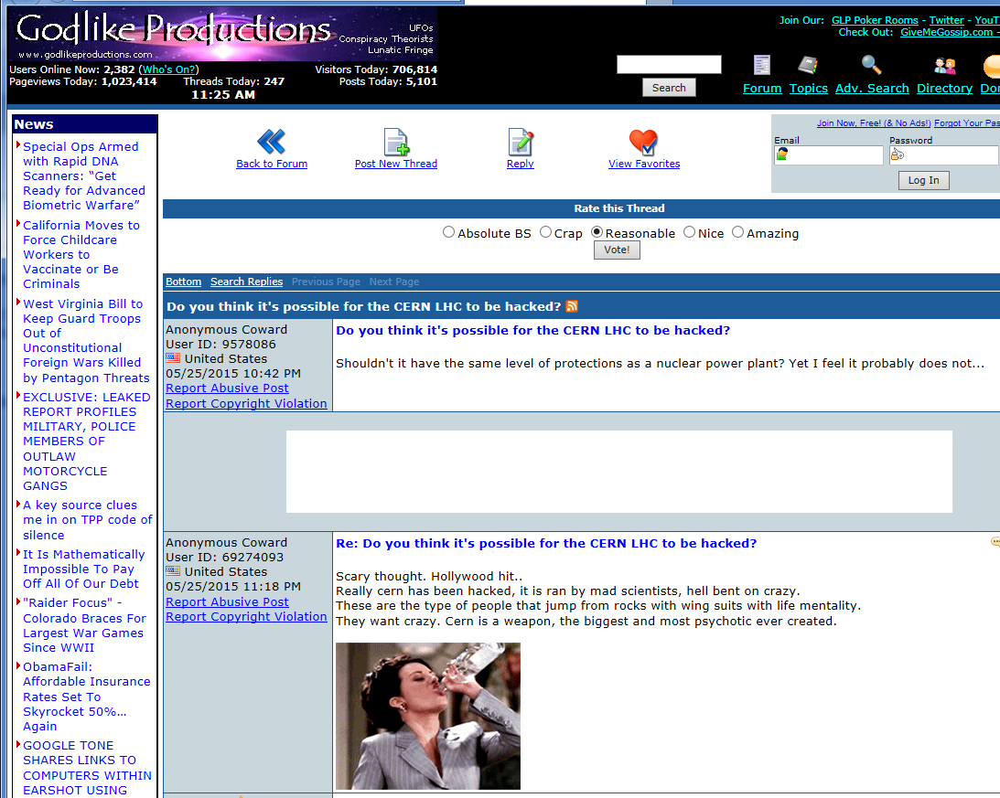 Godlike Productions
www.godlikeproductions.com
UFOs
Conspiracy Theorists
Lunatic Fringe
Users Online Now: 2,382 (Who's On?)
Visitors Today: 706,814
Pageviews Today: 1,023,414
Threads Today: 247
Posts Today: 5,101
11:25 AM
Join Our: GLP Poker Rooms - Twitter - YouT
Check Out: GiveMeGossip.com -
Search
Forum Topics Adv. Search Directory Dor
News
Special Ops Armed
with Rapid DNA
Scanners: “Get
Ready for Advanced
Biometric Warfare”
California Moves to
Force Childcare
Workers to
Vaccinate or Be
Criminals
West Virginia Bill to
Keep Guard Troops
Out of
Unconstitutional
Foreign Wars Killed
by Pentagon Threats
EXCLUSIVE: LEAKED
REPORT PROFILES
MILITARY, POLICE
MEMBERS OF
OUTLAW
MOTORCYCLE
GANGS
A key source clues
me in on TPP code of
silence
It Is Mathematically
Impossible To Pay
Off All Of Our Debt
"Raider Focus" -
Colorado Braces For
Largest War Games
Since WWII
ObamaFail:
Affordable Insurance
Rates Set To
Skyrocket 50%...
Again
GOOGLE TONE
SHARES LINKS TO
COMPUTERS WITHIN
EARSHOT USING
Back to Forum
Post New Thread
Reply
View Favorites
Join Now, Free! (& No Ads!) Forgot Your Pas
Email
Password
Log In
Rate this Thread
Absolute BS Crap Reasonable Nice Amazing
Vote!
Bottom Search Replies Previous Page Next Page
Do you think it's possible for the CERN LHC to be hacked?
Anonymous Coward
User ID: 9578086
United States
05/25/2015 10:42 PM
Report Abusive Post
Report Copyright Violation
Do you think it's possible for the CERN LHC to be hacked?
Shouldn't it have the same level of protections as a nuclear power plant? Yet I feel it probably does not...
Anonymous Coward
User ID: 69274093
United States
05/25/2015 11:18 PM
Report Abusive Post
Report Copyright Violation
Re: Do you think it's possible for the CERN LHC to be hacked?
Scary thought. Hollywood hit..
Really cern has been hacked, it is ran by mad scientists, hell bent on crazy.
These are the type of people that jump from rocks with wing suits with life mentality.
They want crazy. Cern is a weapon, the biggest and most psychotic ever created.